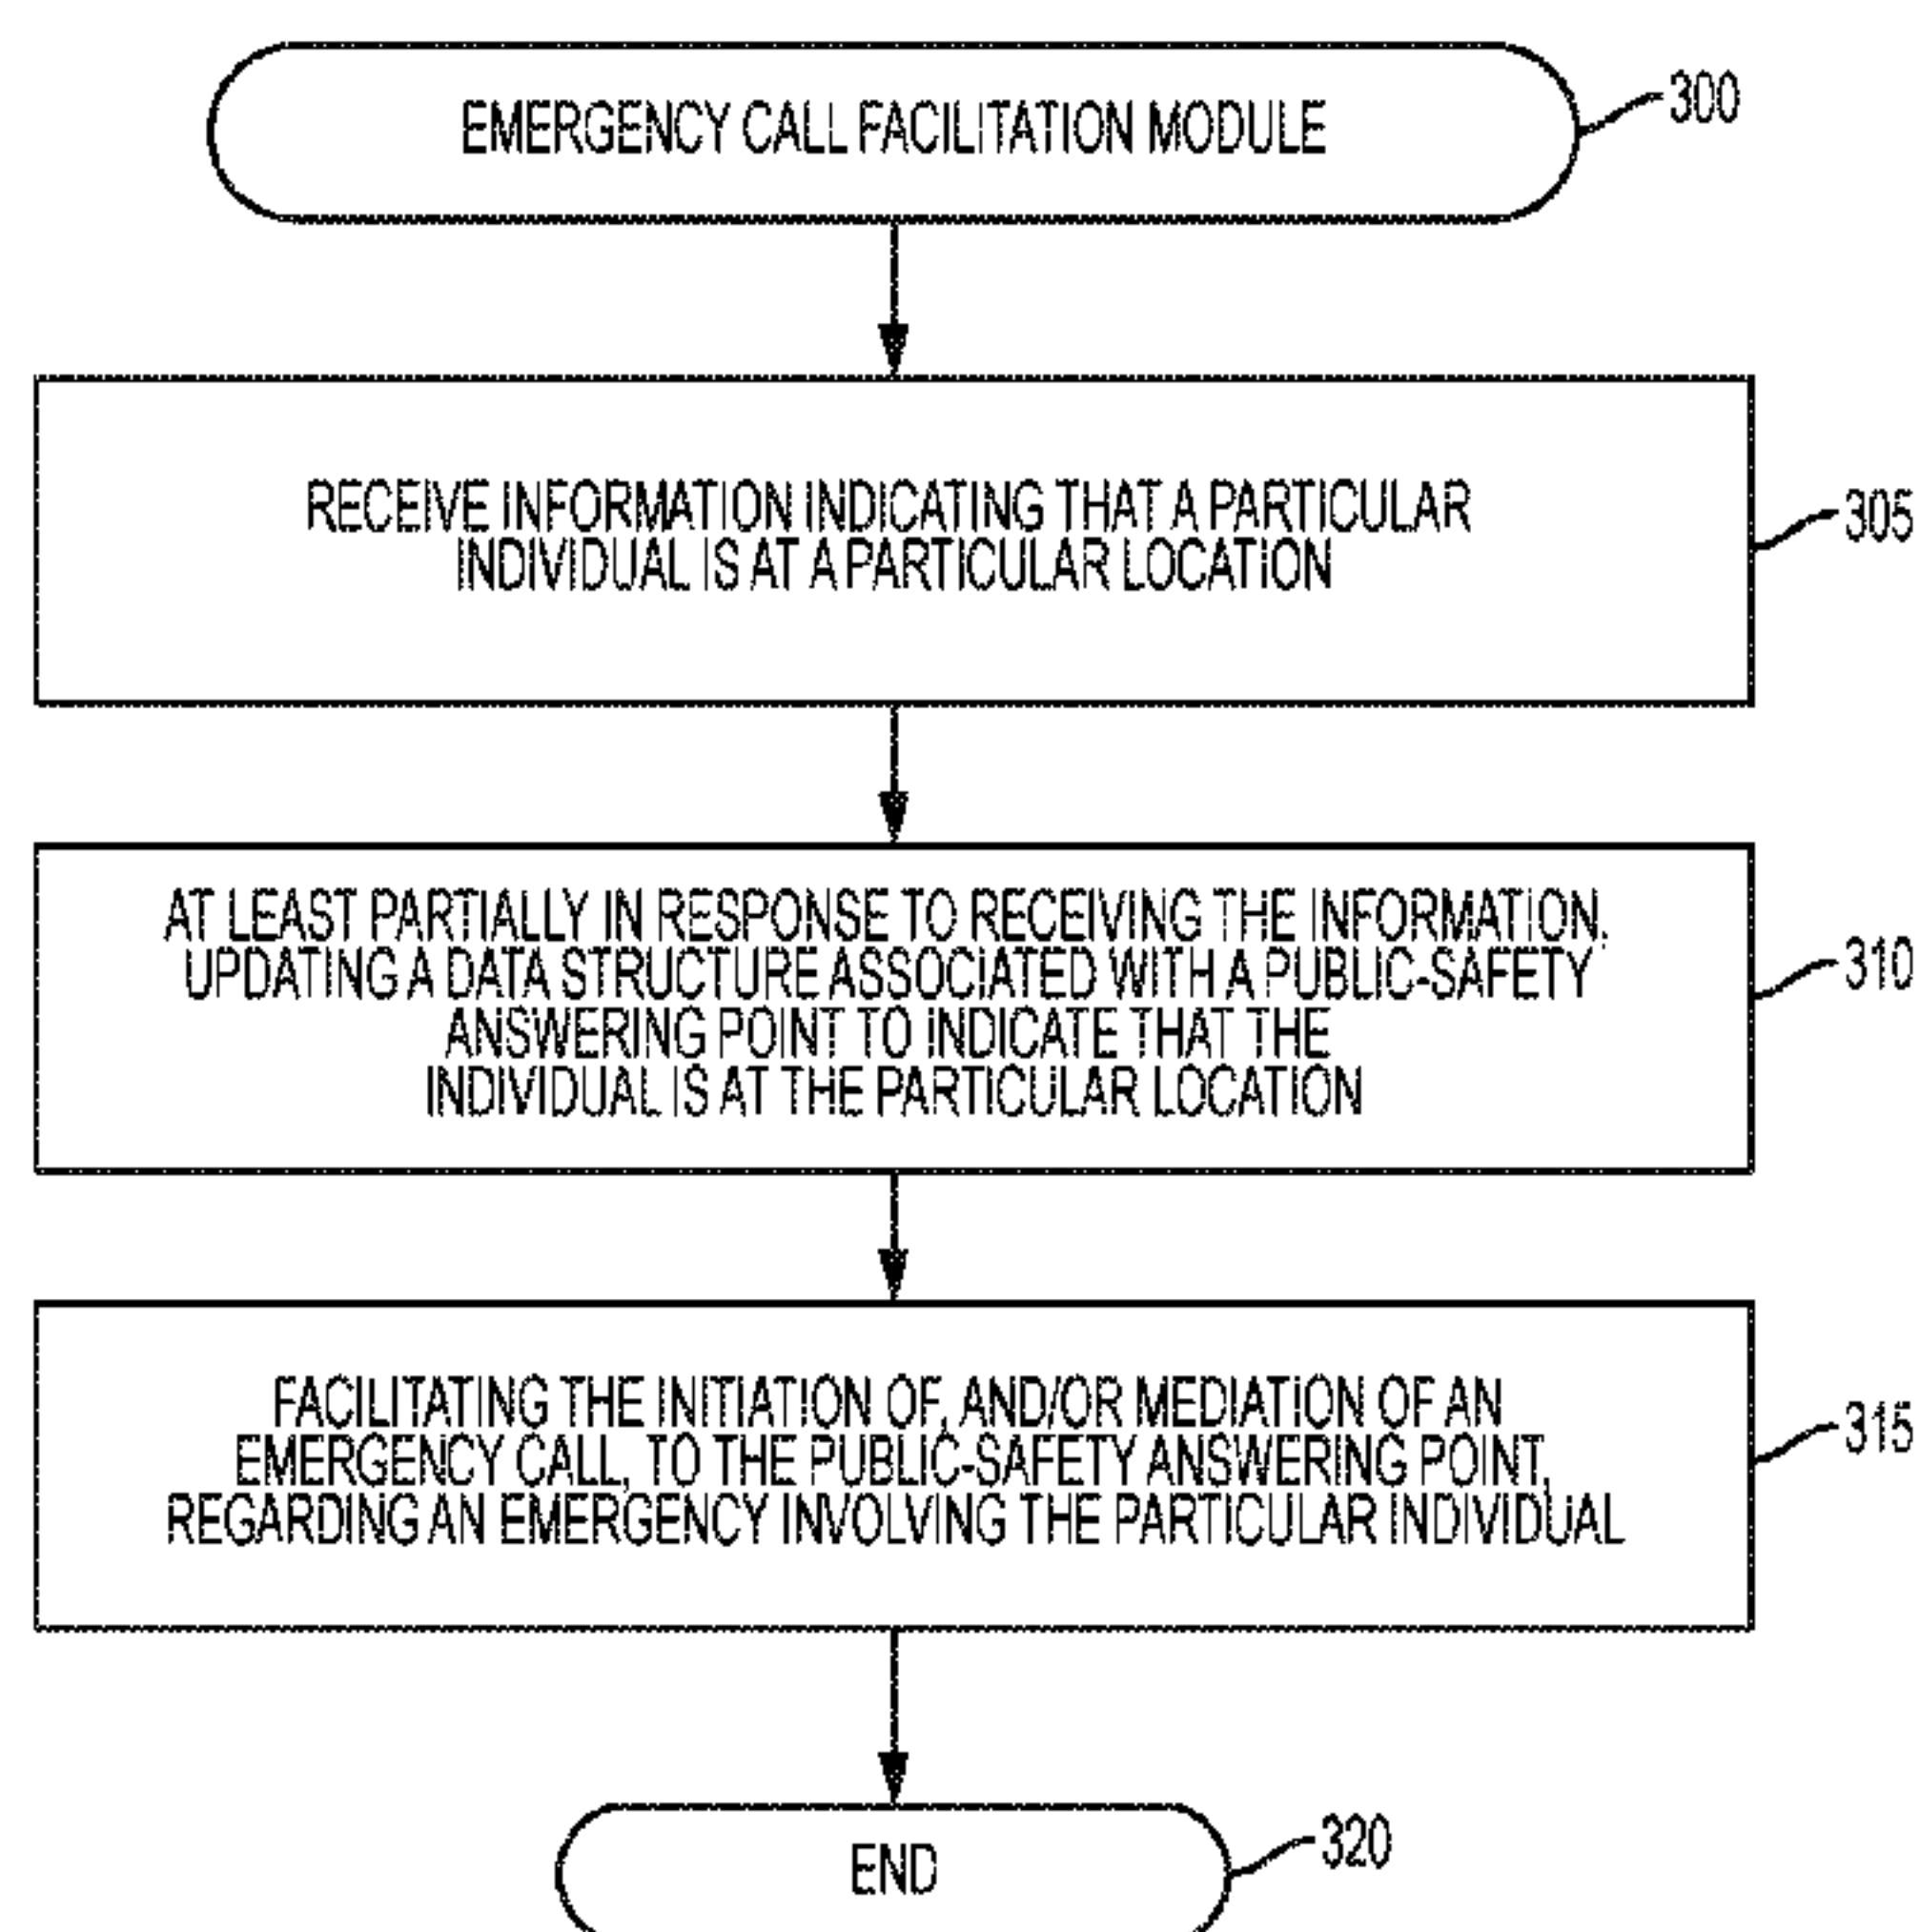 EMERGENCY CALL FACILITATION MODULE
300
RECEIVE INFORMATION INDICATING THAT A PARTICULAR
INDIVIDUAL IS AT A PARTICULAR LOCATION
305
AT LEAST PARTIALLY IN RESPONSE TO RECEIVING THE INFORMATION,
UPDATING A DATA STRUCTURE ASSOCIATED WITH A PUBLIC-SAFETY
ANSWERING POINT TO INDICATE THAT THE
INDIVIDUAL IS AT THE PARTICULAR LOCATION
310
FACILITATING THE INITIATION OF, AND/OR MEDIATION OF AN
EMERGENCY CALL, TO THE PUBLIC-SAFETY ANSWERING POINT,
REGARDING AN EMERGENCY INVOLVING THE PARTICULAR INDIVIDUAL
315
END
320